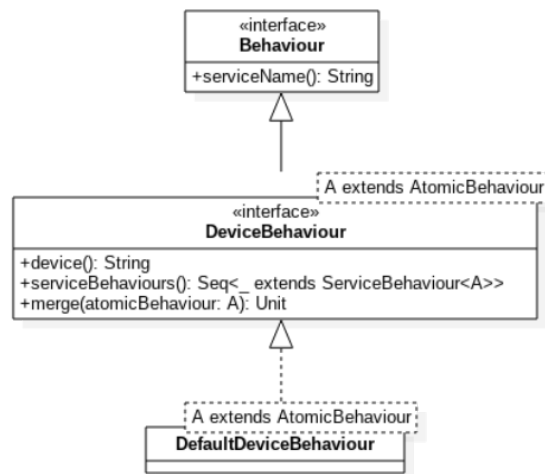 «interface»
Behaviour
+serviceName(): String
A extends AtomicBehaviour
«interface»
DeviceBehaviour
+device(): String
+serviceBehaviours(): Seq<_ extends ServiceBehaviour<A>>
+merge(atomicBehaviour: A): Unit
A extends AtomicBehaviour
DefaultDeviceBehaviour